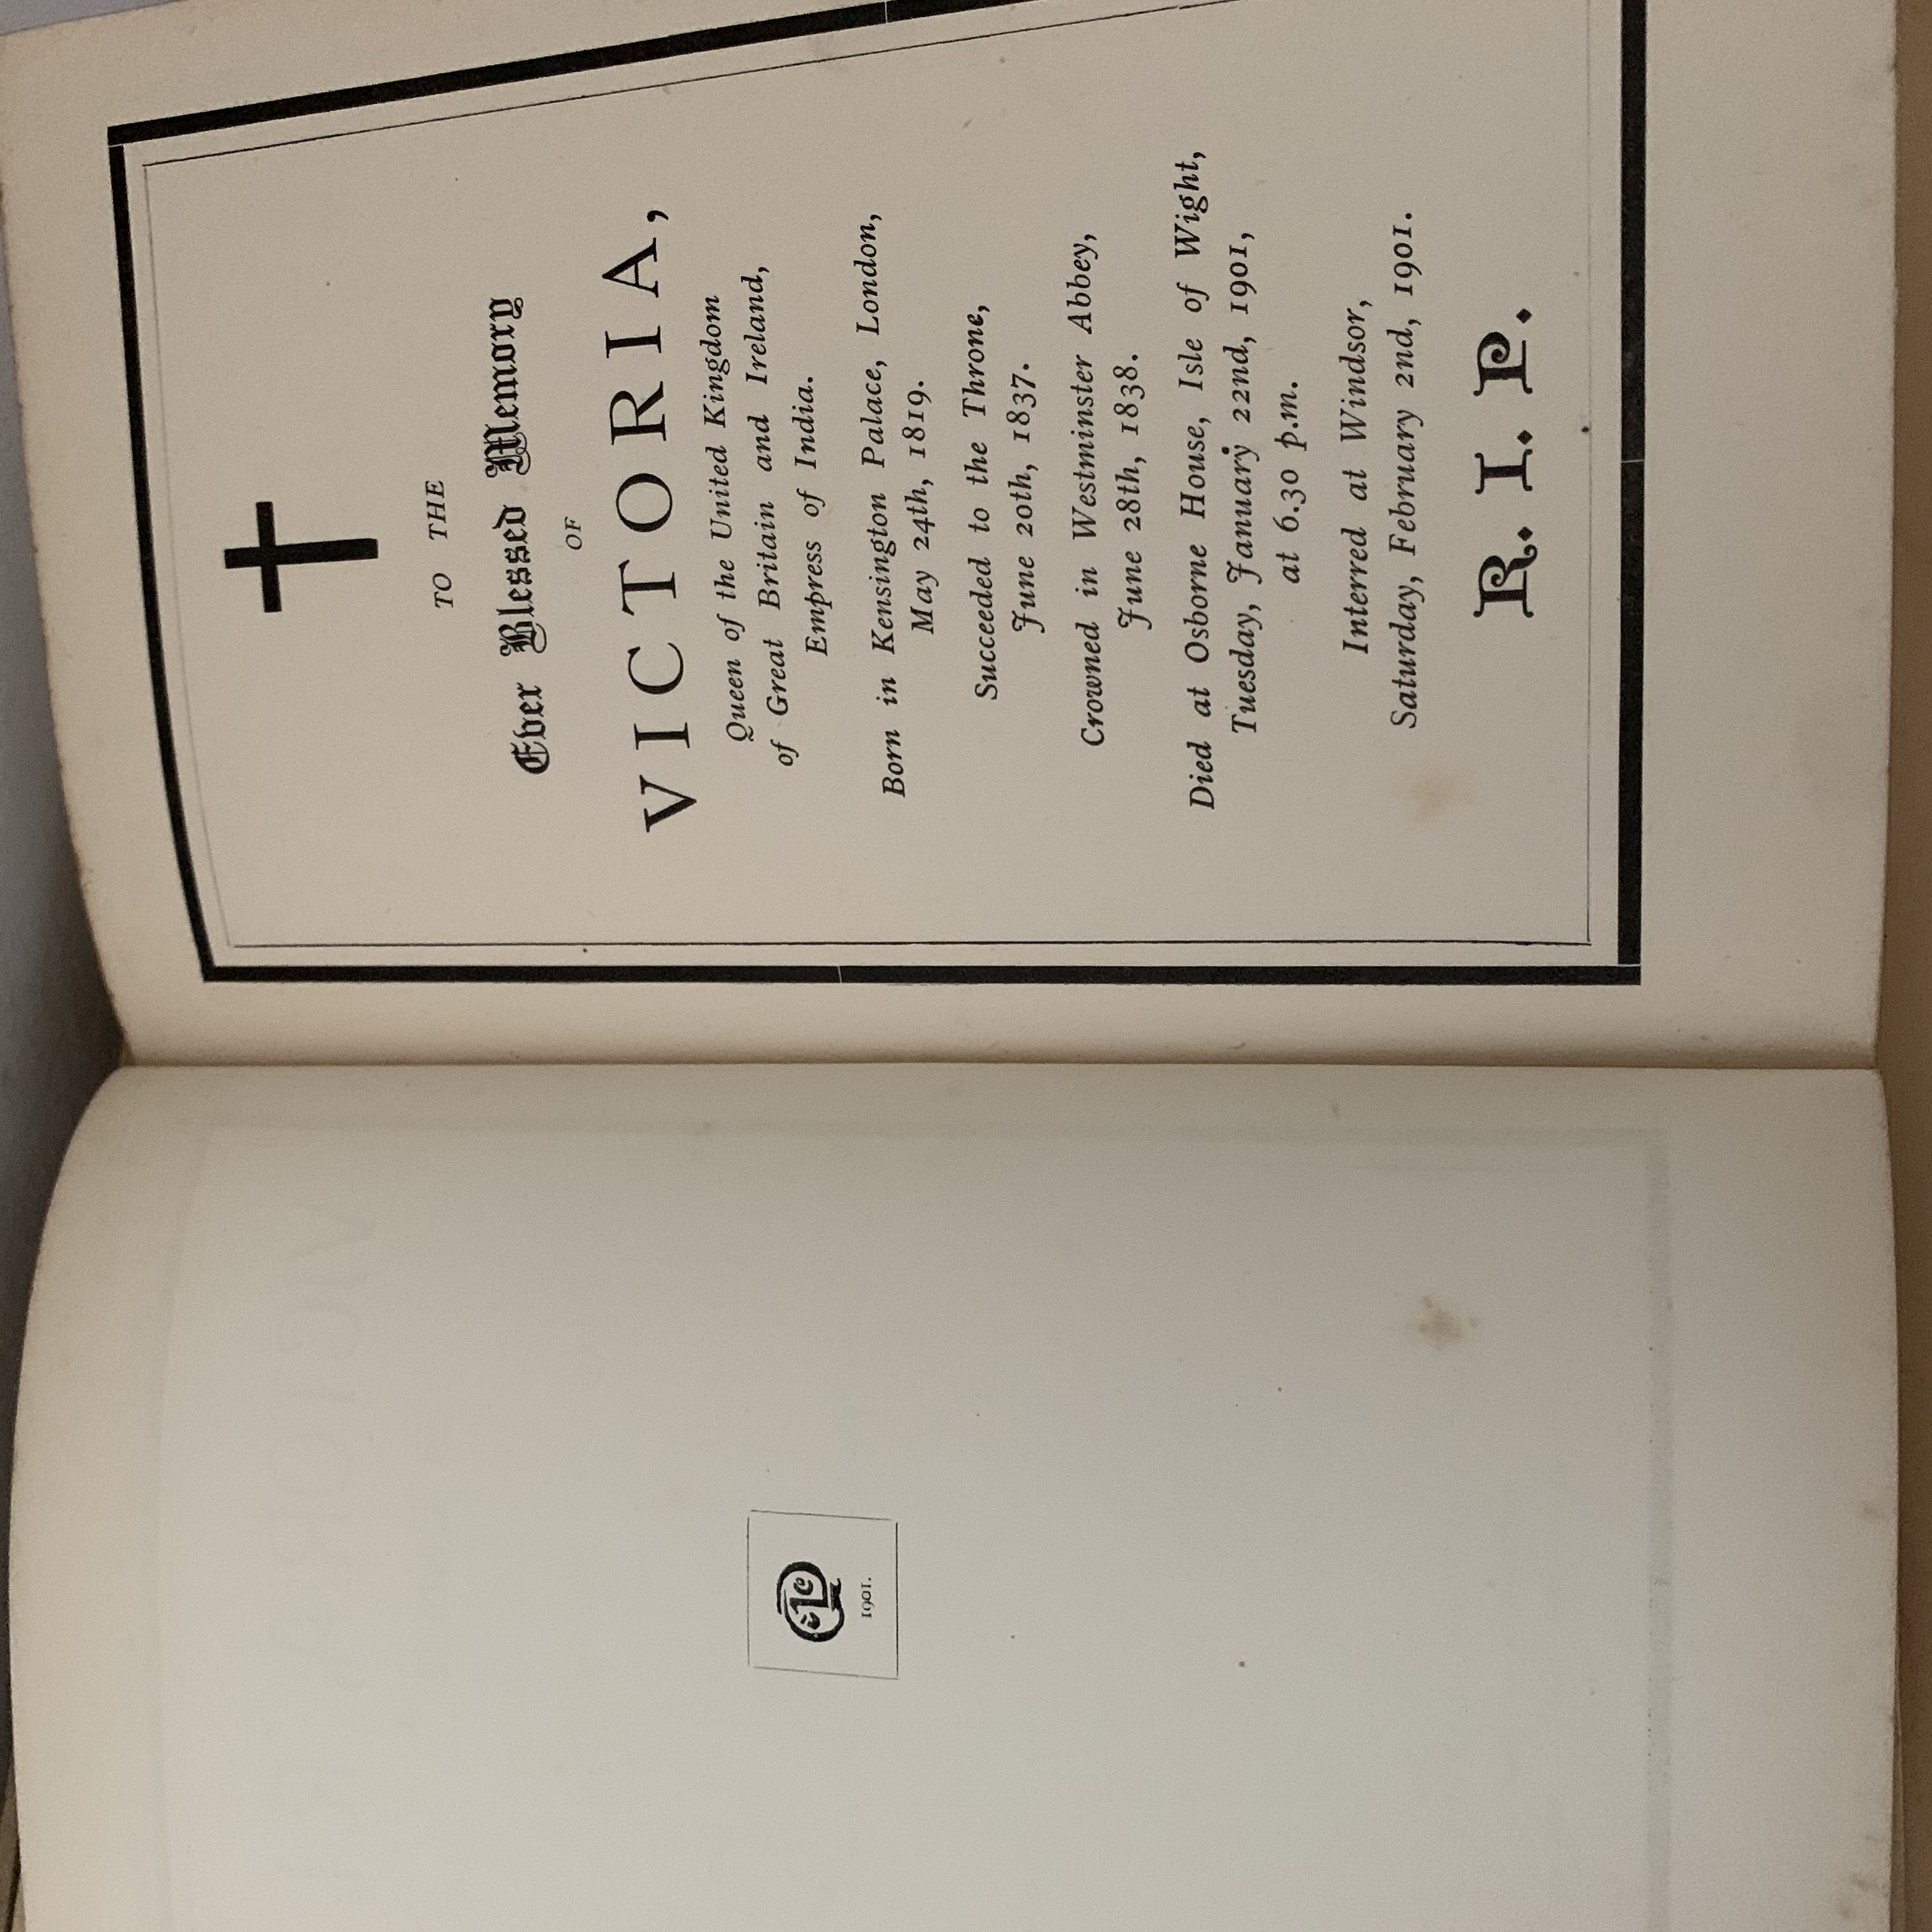 1901.
TO THE
Ever Blessed Memory
OF
VICTORIA,
Queen of the United Kingdom
of Great Britain and Ireland,
Empress of India.
Born in Kensington Palace, London,
May 24th, 1819.
Succeeded to the Throne,
June 20th, 1837.
Crowned in Westminster Abbey,
June 28th, 1838.
Died at Osborne House, Isle of Wight,
Tuesday, January 22nd, 1901,
at 6.30 p.m.
Interred at Windsor,
Saturday, February 2nd, 1901.
R. I. P.